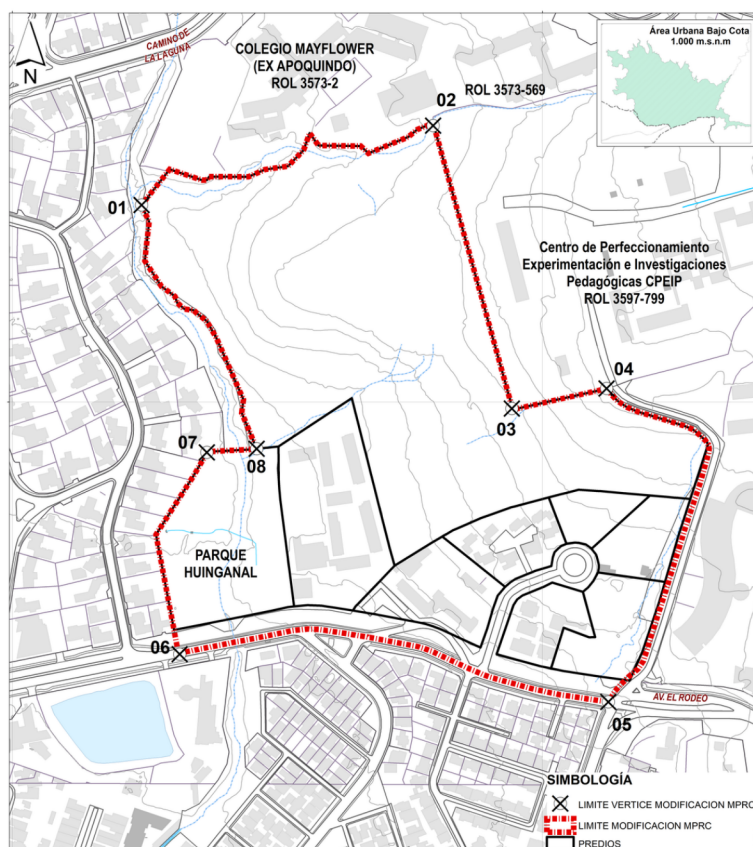 CAMINO DE
LA LAGUNA
N
COLEGIO MAYFLOWER
(EX APOQUINDO)
ROL 3573-2
Área Urbana Bajo Cota
1.000 m.s.n.m
ROL 3573-569
02
01
Centro de Perfeccionamiento
Experimentación e Investigaciones
Pedagógicas CPEIP
ROL 3597-799
04
03
07
08
PARQUE
HUINGANAL
06
05
AV. EL RODEO
SIMBOLOGÍA
LIMITE VERTICE MODIFICACION MPRC
LIMITE MODIFICACION MPRC
PREDIOS